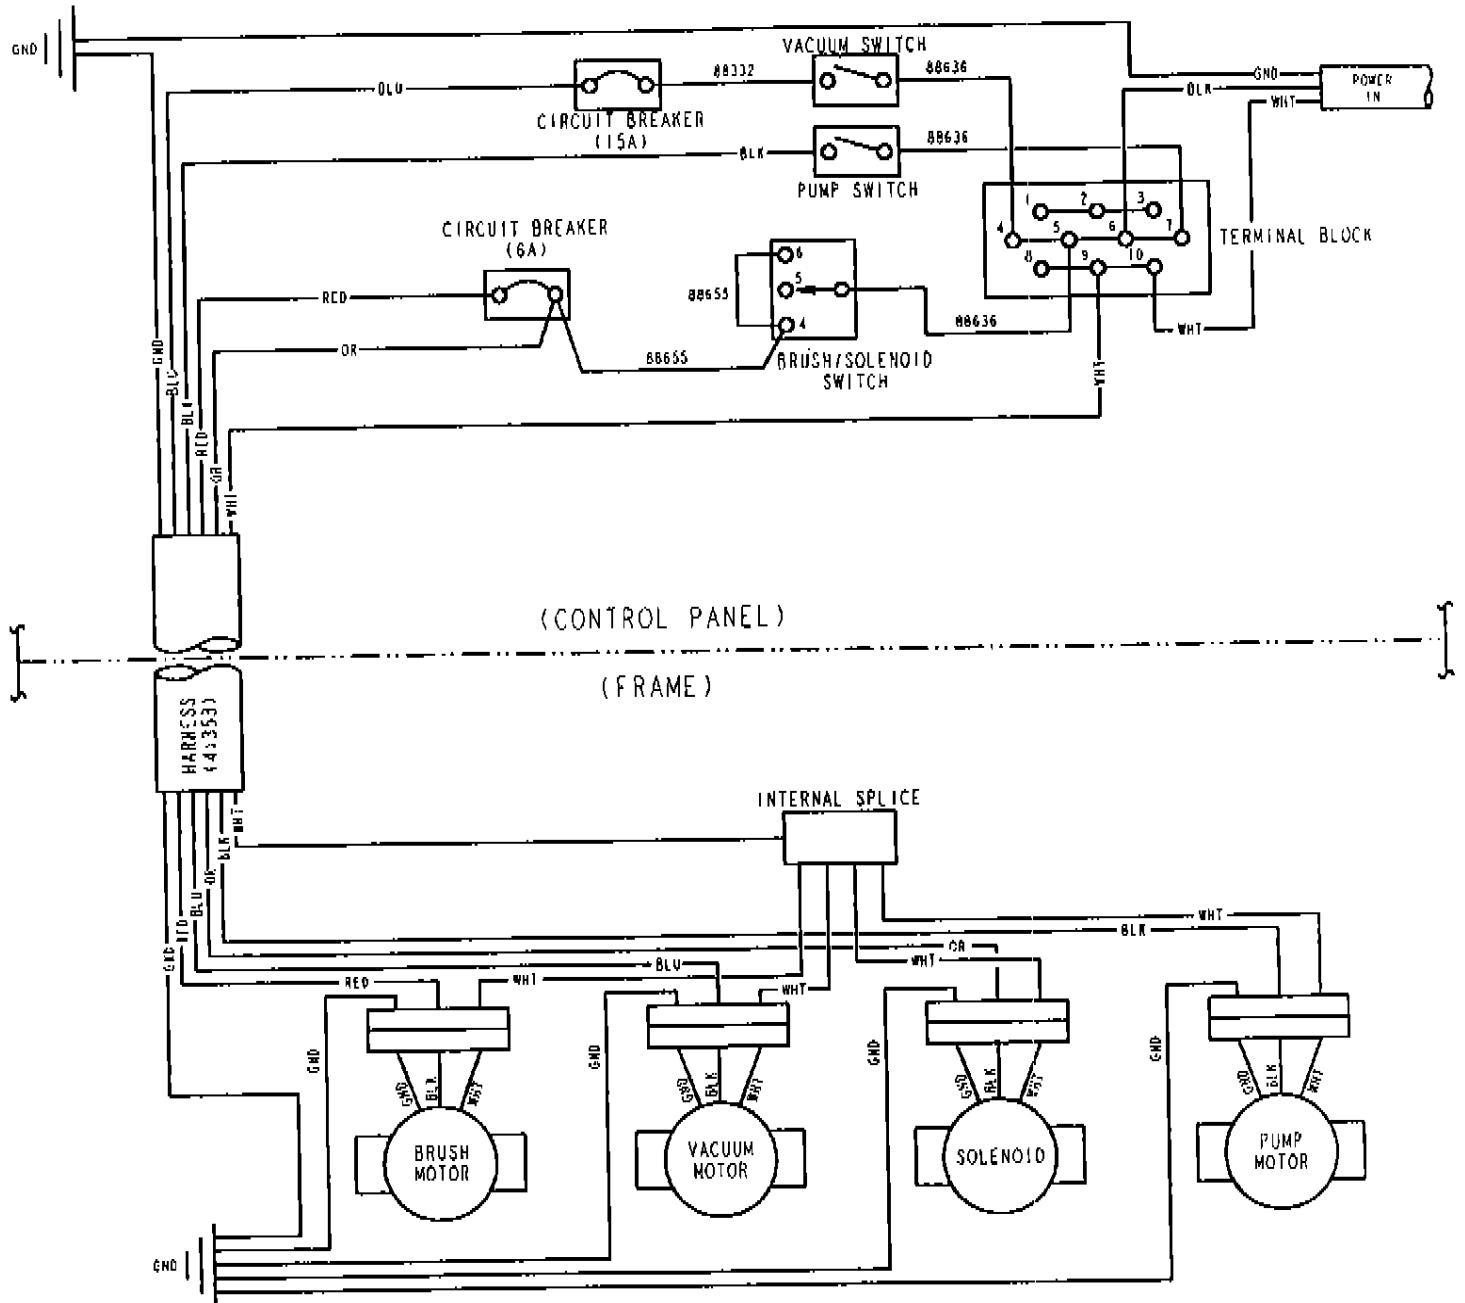 GND
VACUUM SWITCH
BLU
88332
88636
GND
BLK
WHT
POWER
IN
CIRCUIT BREAKER
(15A)
BLK
88636
PUMP SWITCH
1
2
3
4
5
6
7
8
9
10
TERMINAL BLOCK
CIRCUIT BREAKER
(6A)
6
5
4
88655
RED
88636
WHT
OR
88655
BRUSH/SOLENOID
SWITCH
WHT
GND
BLU
BLK
RED
OR
WHT
(CONTROL PANEL)
(FRAME)
HARNESS
INTERNAL SPLICE
WHT
BLK
OR
BLU
RED
GND
WHT
BLK
OR
WHT
BLU
WHT
RED
WHT
GND
GND
GND
GND
GND
BLK
WHT
GND
BLK
WHT
GND
BLK
WHT
GND
BLK
WHT
BRUSH
MOTOR
VACUUM
MOTOR
SOLENOID
PUMP
MOTOR
GND